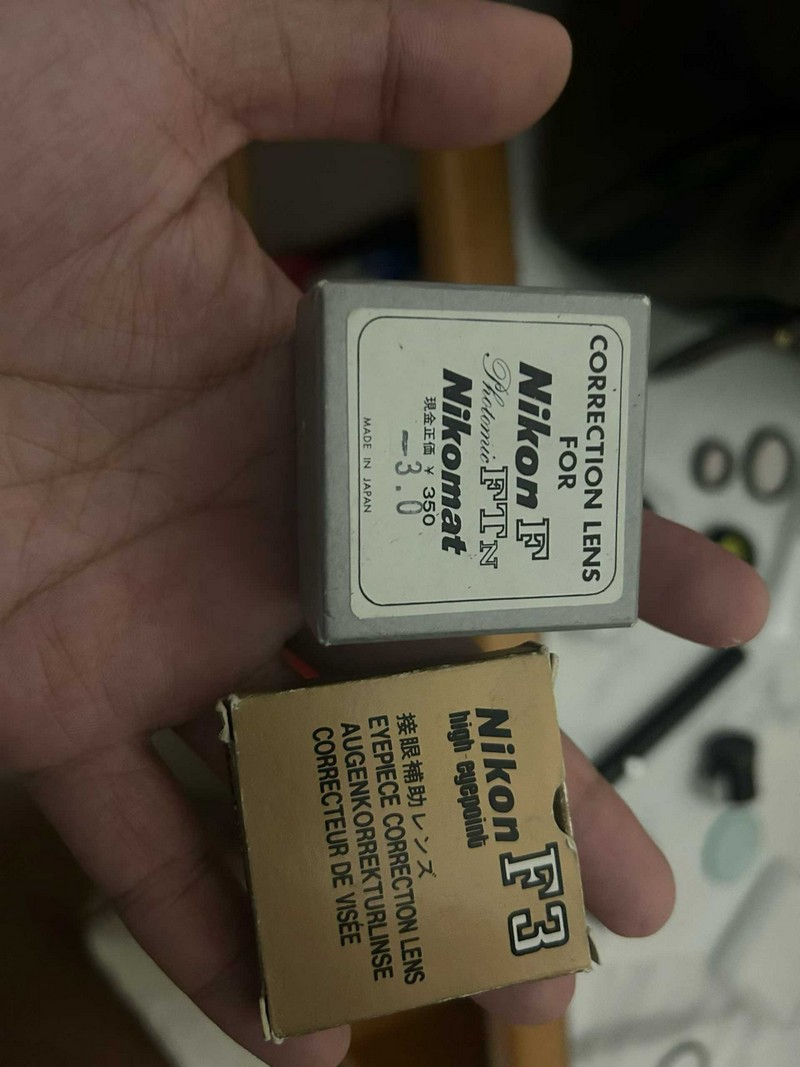 CORRECTION LENS
FOR
Nikon F
Photomic FTN
Nikomat
現金正価 ¥ 350
-3.0
MADE IN JAPAN
Nikon F3
high-eyepoint
接眼補助レンズ
EYEPIECE CORRECTION LENS
AUGENKORREKTURLINSE
CORRECTEUR DE VISÉE